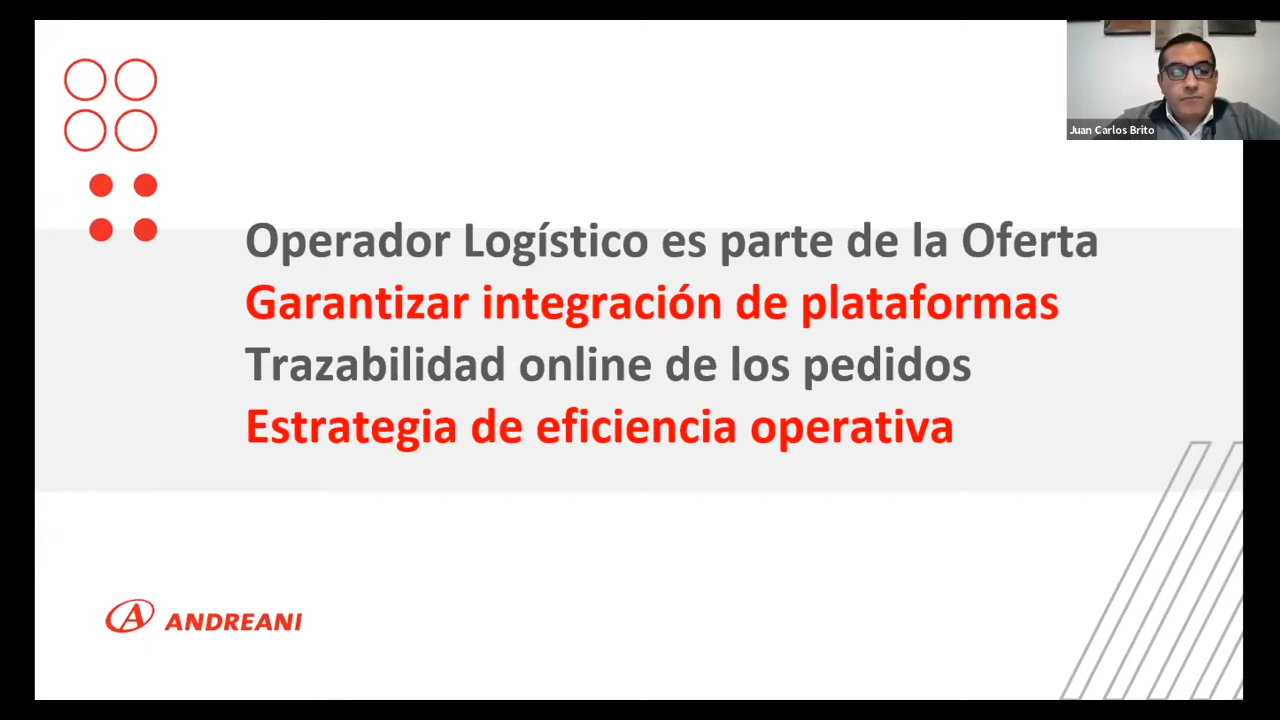 Juan Carlos Brito
Operador Logístico es parte de la Oferta
Garantizar integración de plataformas
Trazabilidad online de los pedidos
Estrategia de eficiencia operativa
A ANDREANI